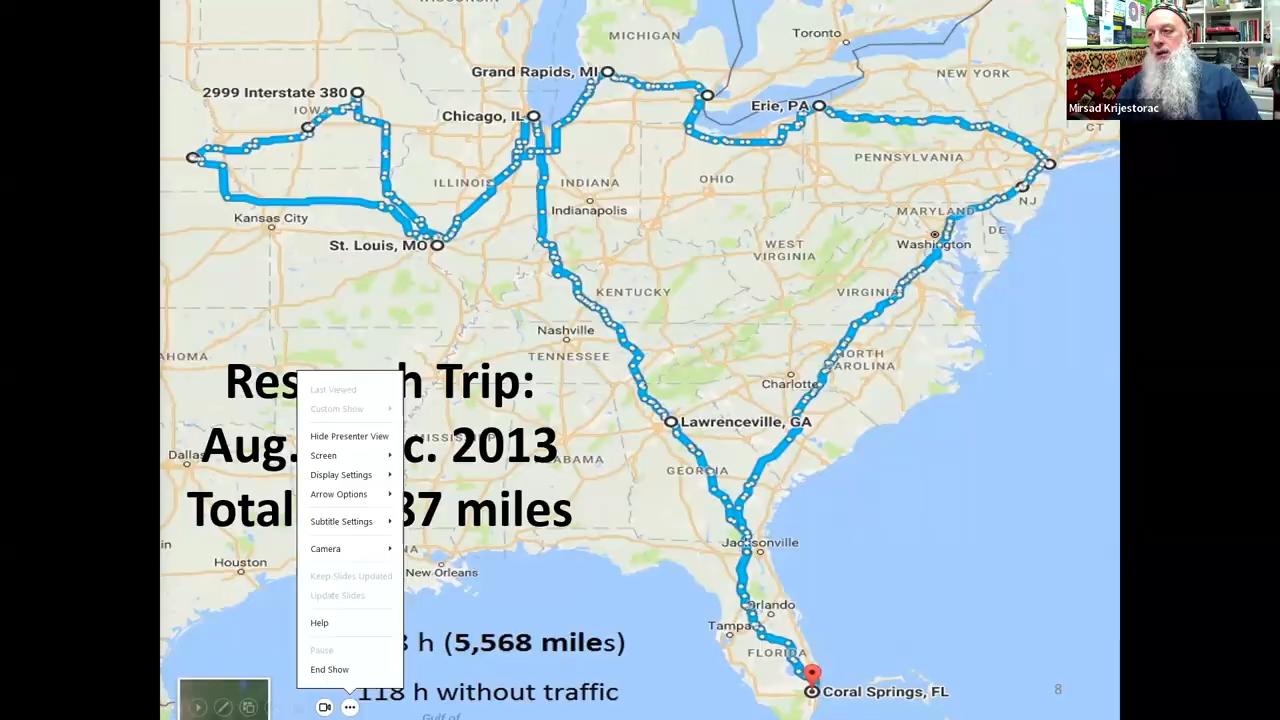 MICHIGAN
Toronto
Grand Rapids, MI
NEW YORK
2999 Interstate 380
IOWA
Chicago, IL
Erie, PA
Mirsad Krijestorac
CT
PENNSYLVANIA
ILLINOIS
INDIANA
OHIO
NJ
Indianapolis
MARYLAND
Kansas City
DE
St. Louis, MO
Washington
WEST
VIRGINIA
KENTUCKY
VIRGINIA
Nashville
TENNESSEE
NORTH
CAROLINA
Charlotte
h Trip:
Last Viewed
Custom Show
Lawrenceville, GA
Hide Presenter View
Aug.
c. 2013
Dallas
Screen
GEORGIA
Display Settings
Arrow Options
Total
37 miles
Subtitle Settings
Jacksonville
Camera
Houston
New Orleans
Keep Slides Updated
Update Slides
Orlando
Help
Tampa
h (5,568 miles)
Pause
FLORIDA
End Show
118 h without traffic
Coral Springs, FL
8
Gulf of